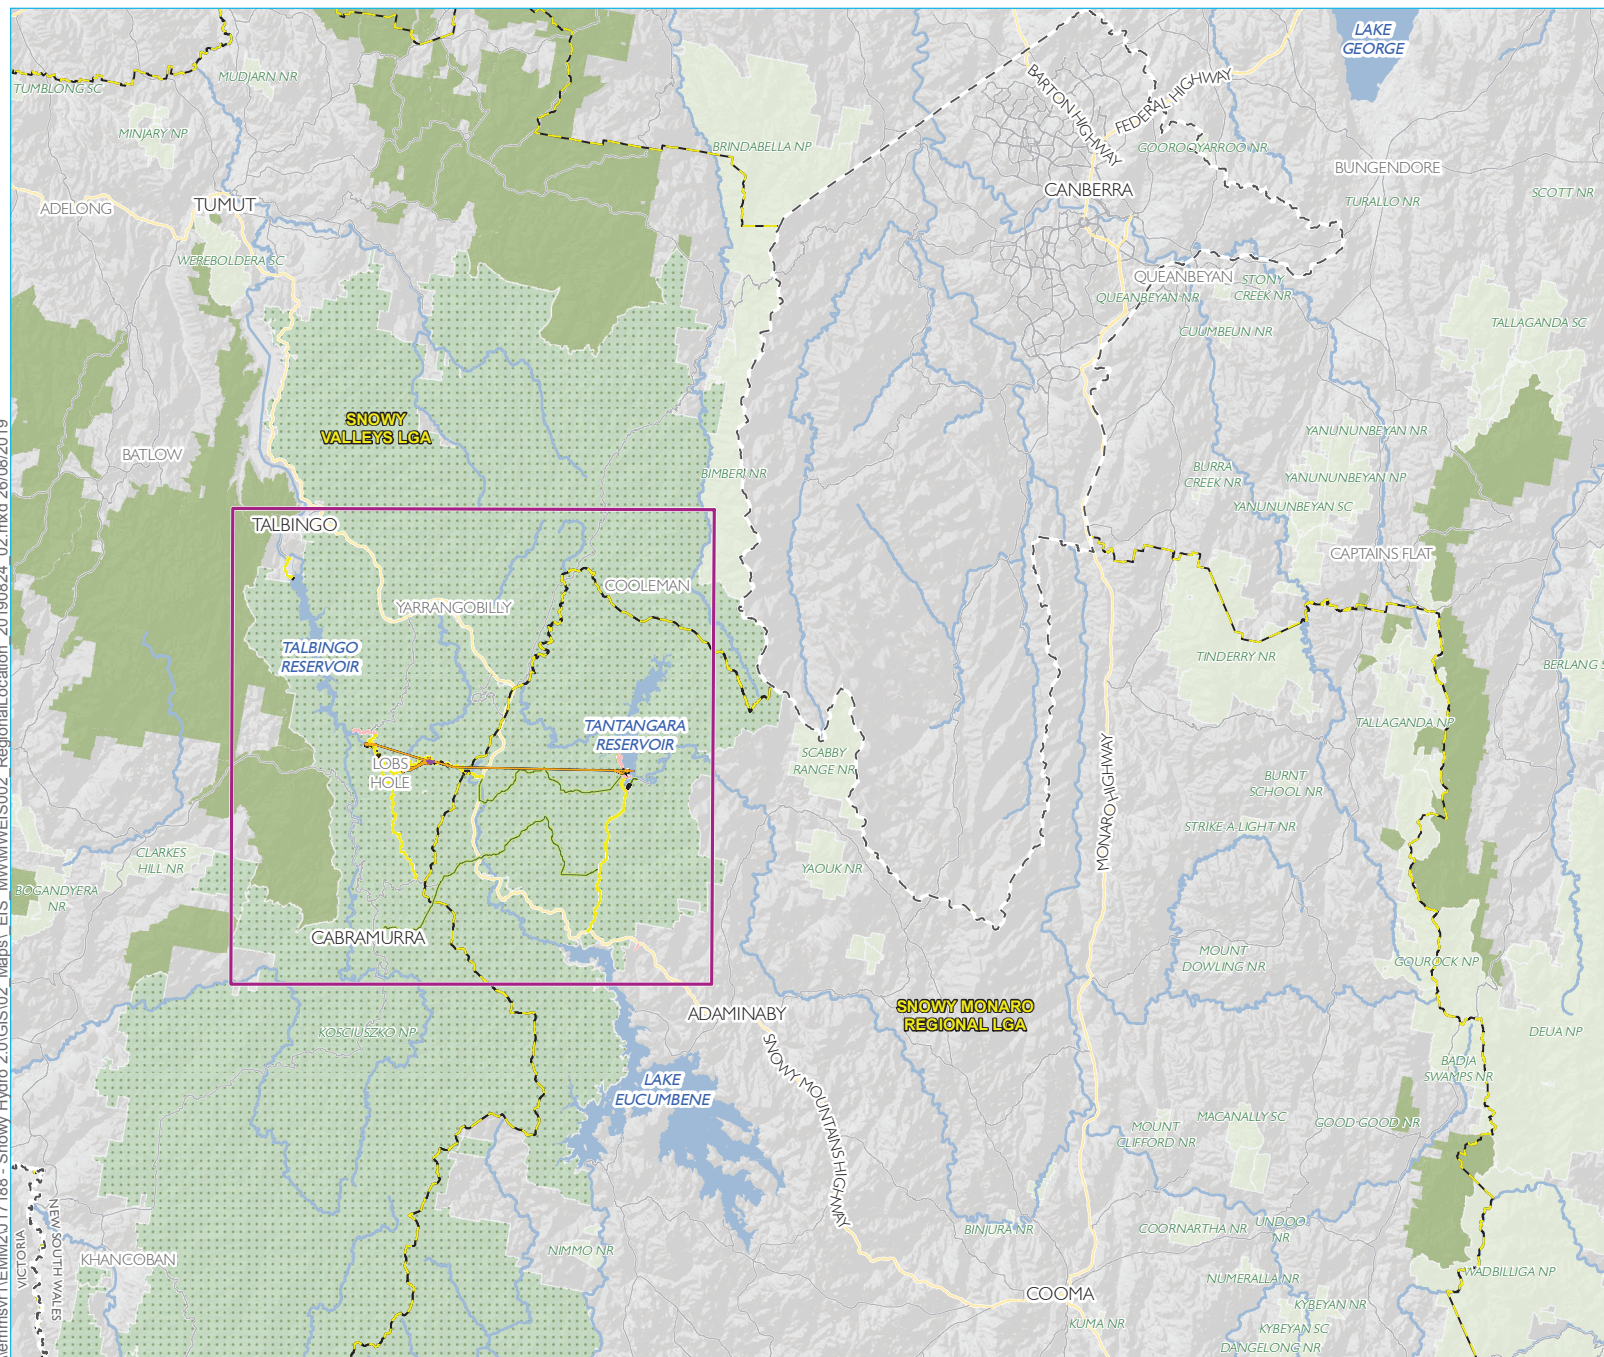 LAKE
GEORGE
MUDJARN NR
TUMBLONG SC
BARTON HIGHWAY
FEDERAL HIGHWAY
MINJARY NP
BRINDABELLA NP
GOOROOYARROO NR
BUNGENDORE
CANBERRA
SCOTT NR
TURALLO NR
ADELONG
TUMUT
WEREBOLDERA SC
QUEANBEYAN
STONY
CREEK NR
QUEANBEYAN NR
TALLAGANDA SC
CUUMBEUN NR
SNOWY
VALLEYS LGA
YANUNUNBEYAN NR
BATLOW
BIMBERI NR
BURRA
CREEK NR
YANUNUNBEYAN NP
YANUNUNBEYAN SC
TALBINGO
CAPTAINS FLAT
COOLEMAN
YARRANGOBILLY
TALBINGO
RESERVOIR
TINDERRY NR
BERLANG S
TANTANGARA
RESERVOIR
TALLAGANDA NP
SCABBY
RANGE NR
LOBS
HOLE
MONARO HIGHWAY
BURNT
SCHOOL NR
STRIKE A LIGHT NR
CLARKES
HILL NR
YAOUK NR
BOGANDYERA
NR
CABRAMURRA
MOUNT
DOWLING NR
GOUROCK NP
SNOWY MONARO
REGIONAL LGA
ADAMINABY
KOSCIUSZKO NP
DEUA NP
SNOWY MOUNTAINS HIGHWAY
BADJA
SWAMPS NR
LAKE
EUCUMBENE
MACANALLY SC
GOOD GOOD NR
MOUNT
CLIFFORD NR
VICTORIA
NEW SOUTH WALES
BINJURA NR
COORNARTHA NR
UNDOO
NR
NIMMO NR
KHANCOBAN
WADBILLIGA NP
NUMERALLA NR
COOMA
KYBEYAN NR
KUMA NR
KYBEYAN SC
DANGELONG NR